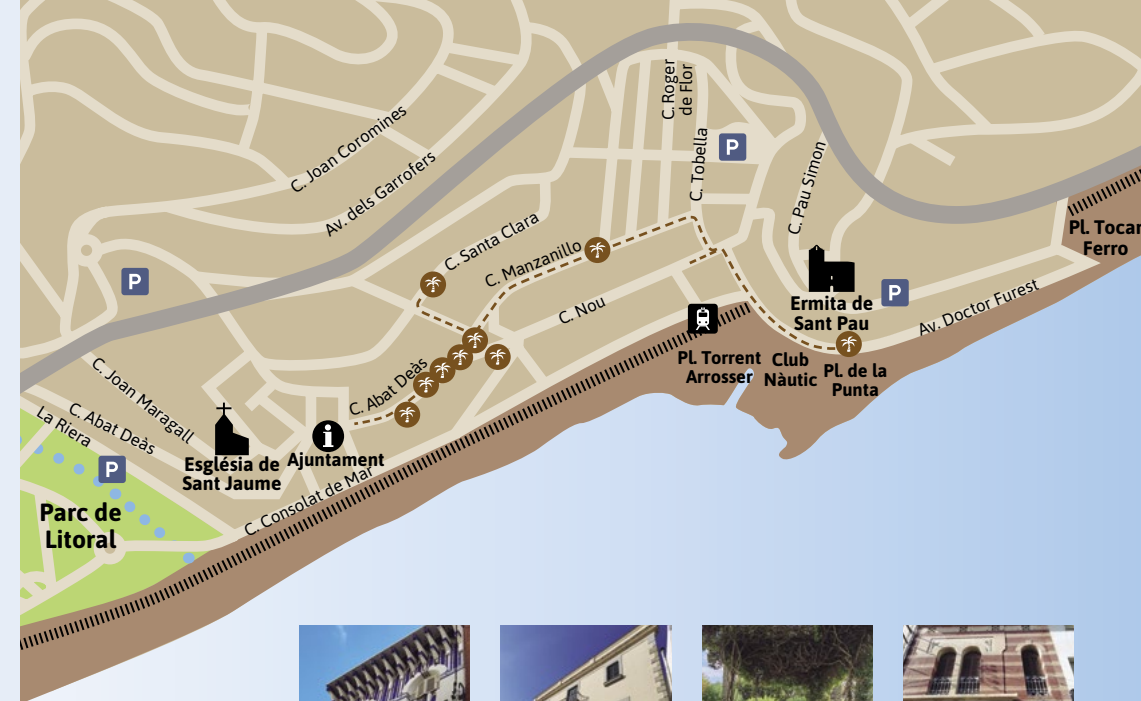 C. Roger
de Flor
C. Joan Coromines
P
C. Tobella
Av. dels Garrofers
C. Pau Simon
C. Santa Clara
Pl. Tocar
Ferro
C. Manzanillo
P
P
Ermita de
Sant Pau
C. Nou
Av. Doctor Furest
Pl. Torrent
Arrosser
Club
Nàutic
Pl. de la
Punta
C. Joan Maragall
C. Abat Deàs
C. Abat Deàs
La Riera
i
P
Església de
Sant Jaume
Ajuntament
C. Consolat de Mar
Parc de
Litoral